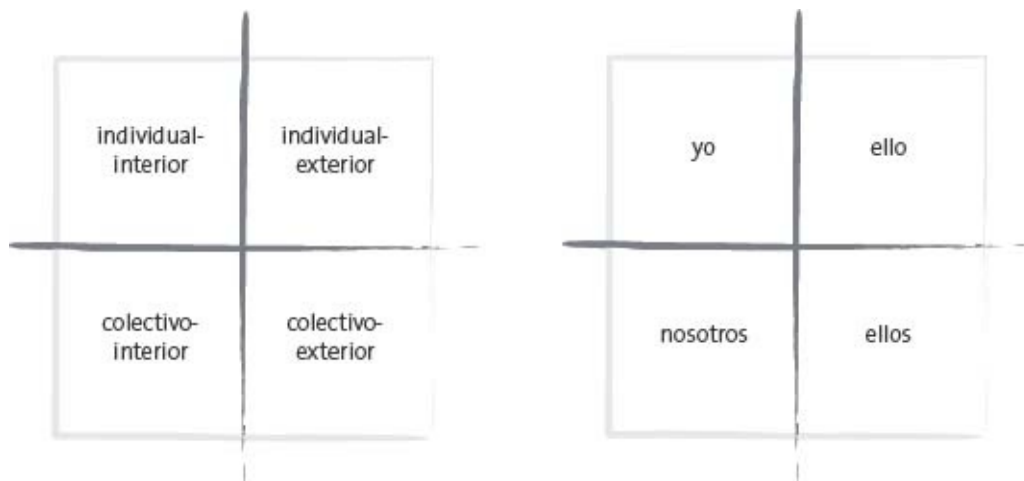 individual-
interior
individual-
exterior
yo
ello
colectivo-
interior
colectivo-
exterior
nosotros
ellos